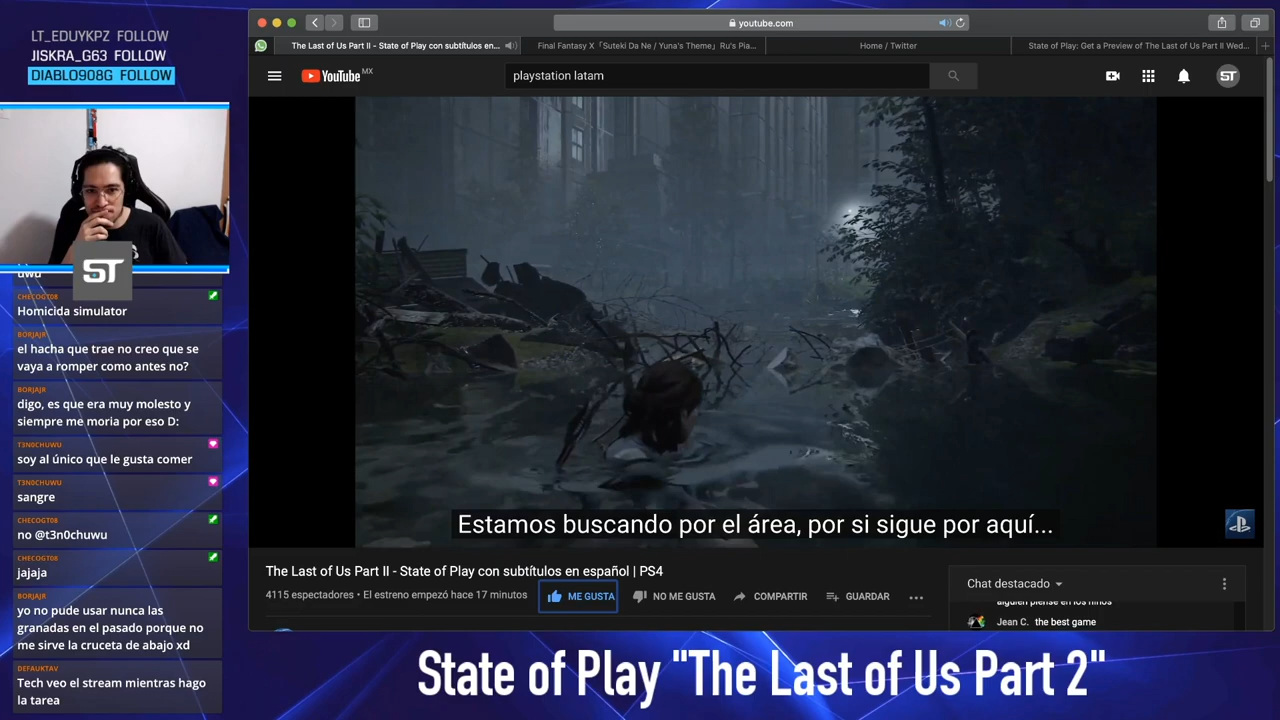 LT_EDUYKPZ FOLLOW
JISKRA_G63 FOLLOW
DIABLO908G FOLLOW
ST
uwu
CHECOGT08
Homicida simulator
BORJAJR
el hacha que trae no creo que se
vaya a romper como antes no?
BORJAJR
digo, es que era muy molesto y
siempre me moria por eso D:
T3N0CHUWU
soy al único que le gusta comer
T3N0CHUWU
sangre
CHECOGT08
no @t3n0chuwu
CHECOGT08
jajaja
BORJAJR
yo no pude usar nunca las
granadas en el pasado porque no
me sirve la cruceta de abajo xd
DEFAUKTAV
Tech veo el stream mientras hago
la tarea
youtube.com
The Last of Us Part II - State of Play con subtítulos en...
Final Fantasy X「Suteki Da Ne / Yuna's Theme」Ru's Pia...
Home / Twitter
State of Play: Get a Preview of The Last of Us Part II Wed...
YouTube MX
playstation latam
ST
Estamos buscando por el área, por si sigue por aquí...
The Last of Us Part II - State of Play con subtítulos en español | PS4
4115 espectadores • El estreno empezó hace 17 minutos
ME GUSTA
NO ME GUSTA
COMPARTIR
GUARDAR
Chat destacado
alguien piense en los niños
Jean C. the best game
State of Play "The Last of Us Part 2"